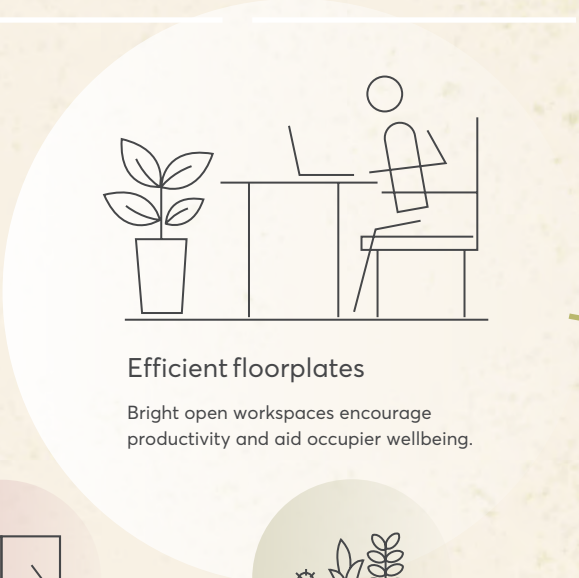 Efficient floorplates
Bright open workspaces encourage
productivity and aid occupier wellbeing.